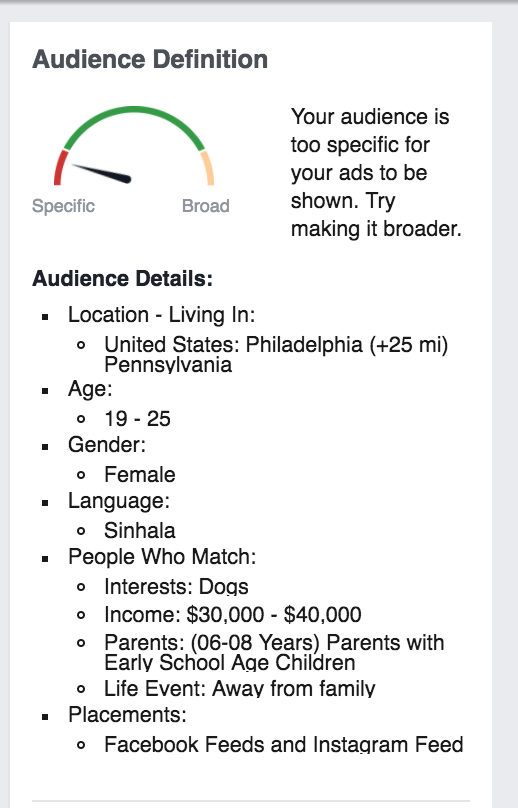 Audience Definition
Your audience is
too specific for
your ads to be
shown. Try
making it broader.
Specific
Broad
Audience Details:
Location - Living In:
United States: Philadelphia (+25 mi)
Pennsylvania
Age:
19 - 25
Gender:
Female
Language:
Sinhala
People Who Match:
Interests: Dogs
Income: $30,000 - $40,000
Parents: (06-08 Years) Parents with
Early School Age Children
Life Event: Away from family
Placements:
Facebook Feeds and Instagram Feed